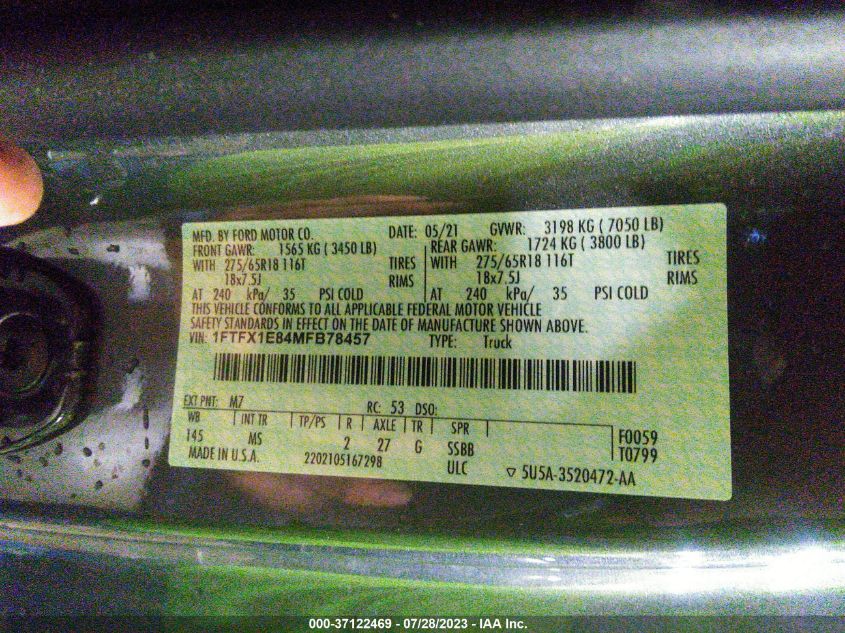 MFD. BY FORD MOTOR CO. DATE: 05/21 GVWR: 3198 KG ( 7050 LB)
FRONT GAWR: 1565 KG ( 3450 LB) REAR GAWR: 1724 KG ( 3800 LB)
WITH 275/65R18 116T TIRES WITH 275/65R18 116T TIRES
18x7.5J RIMS 18x7.5J RIMS
AT 240 kPa/ 35 PSI COLD AT 240 kPa/ 35 PSI COLD
THIS VEHICLE CONFORMS TO ALL APPLICABLE FEDERAL MOTOR VEHICLE
SAFETY STANDARDS IN EFFECT ON THE DATE OF MANUFACTURE SHOWN ABOVE.
VIN: 1FTFX1E84MFB78457 TYPE: Truck
EXT PNT: M7 RC: 53 DSO:
WB INT TR TP/PS R AXLE TR SPR
145 MS 2 27 G SSBB F0059
MADE IN U.S.A. 2202105167298 ULC T0799
▽ 5U5A-3520472-AA
000-37122469 - 07/28/2023 - IAA Inc.